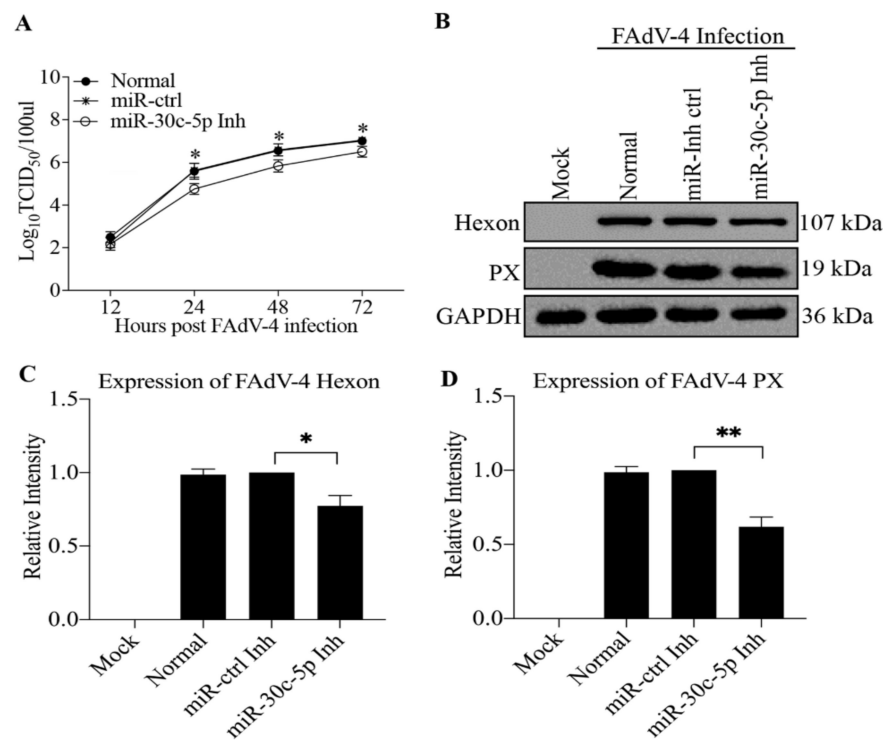 A
10
8
6
4
2
0
Log10TCID50/100ul
Normal
miR-ctrl
miR-30c-5p Inh
* * *
12 24 48 72
Hours post FAdV-4 infection
B
FAdV-4 Infection
Mock
Normal
miR-Inh ctrl
miR-30c-5p Inh
Hexon 107 kDa
PX 19 kDa
GAPDH 36 kDa
C
Expression of FAdV-4 Hexon
1.5
1.0
0.5
0.0
Relative Intensity
*
Mock
Normal
miR-ctrl Inh
miR-30c-5p Inh
D
Expression of FAdV-4 PX
1.5
1.0
0.5
0.0
Relative Intensity
**
Mock
Normal
miR-ctrl Inh
miR-30c-5p Inh